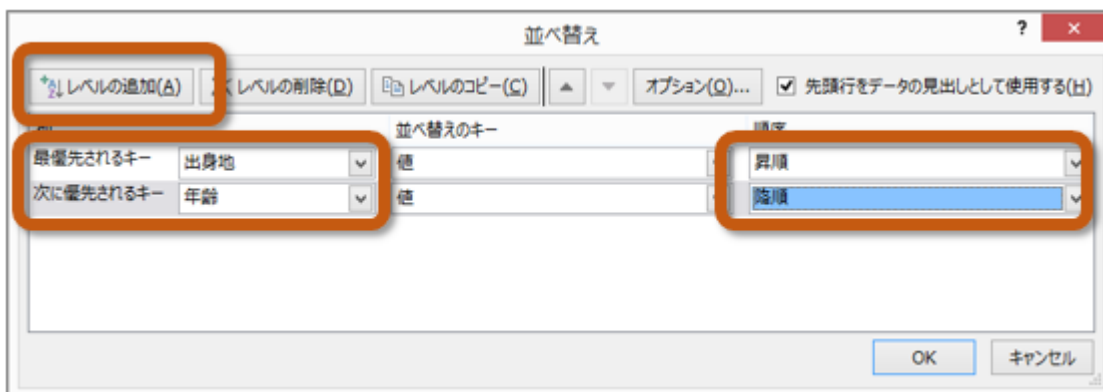 並べ替え
?
レベルの追加(A) レベルの削除(D) レベルのコピー(C) オプション(O)... 先頭行をデータの見出しとして使用する(H)
並べ替えのキー 順序
最優先されるキー 出身地 値 昇順
次に優先されるキー 年齢 値 降順
OK キャンセル